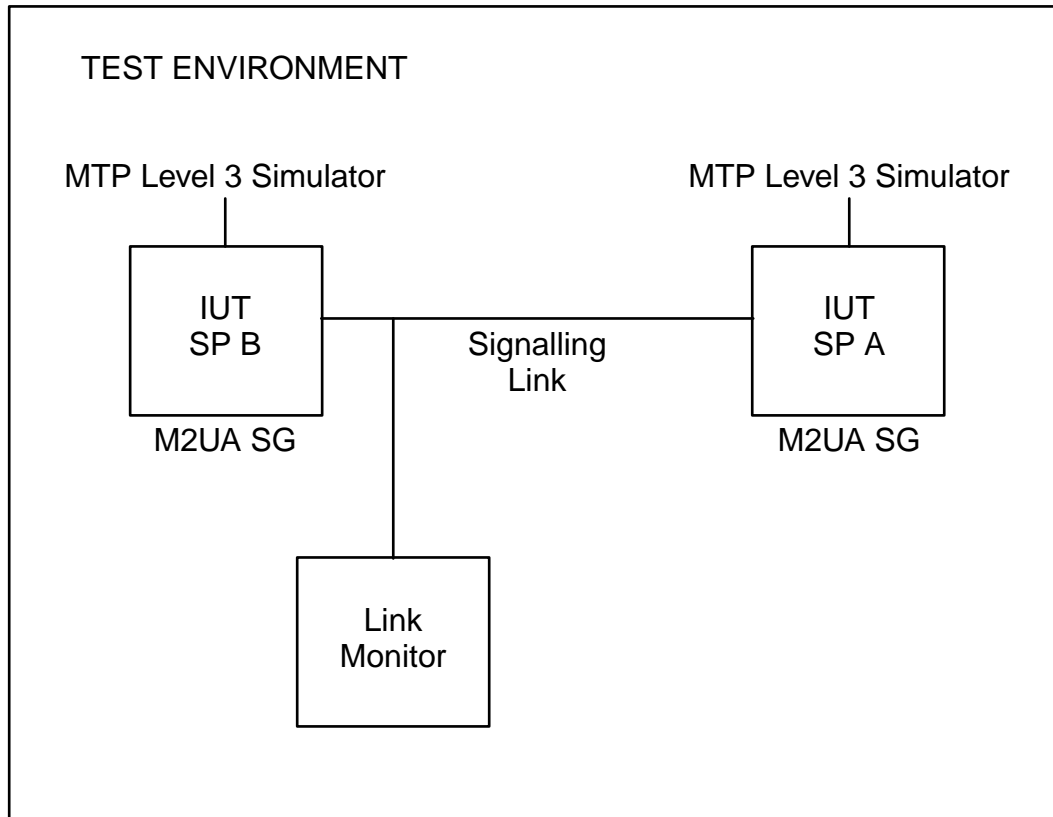 TEST ENVIRONMENT
MTP Level 3 Simulator
MTP Level 3 Simulator
IUT
SP B
Signalling
Link
IUT
SP A
M2UA SG
M2UA SG
Link
Monitor